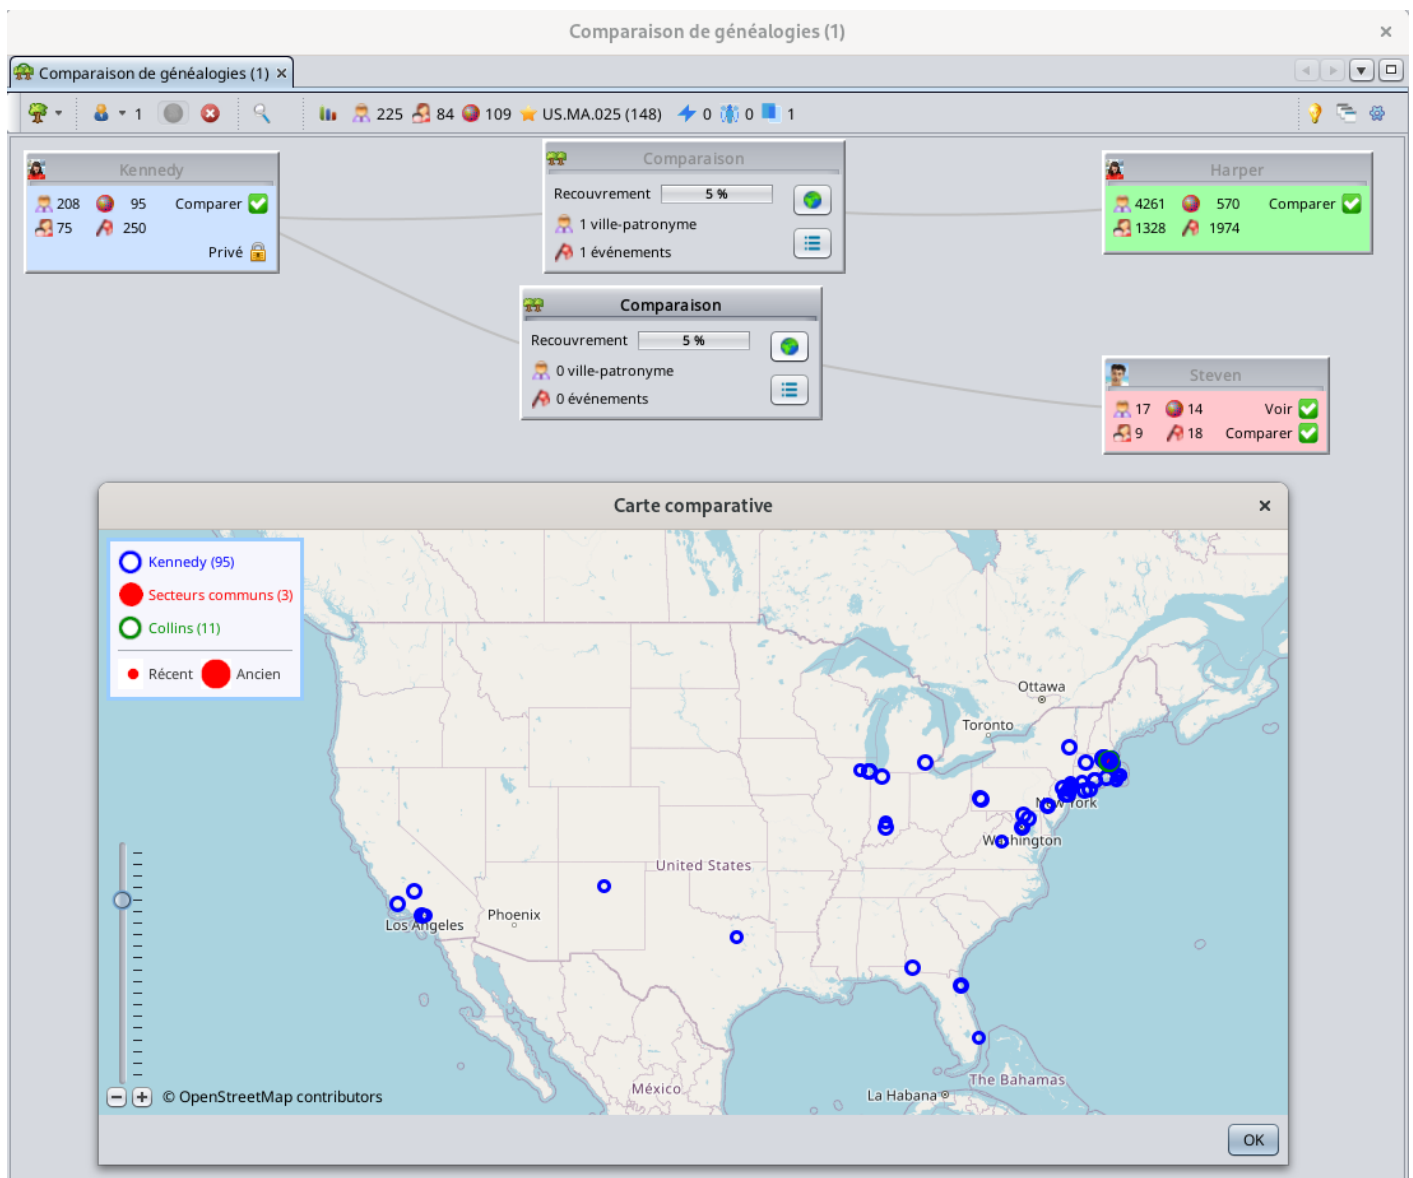 Comparaison de généalogies (1)
Comparaison de généalogies (1)
1 225 84 109 US.MA.025 (148) 0 0 1
Kennedy
208 95 Comparer
75 250
Privé
Comparaison
Recouvrement 5 %
1 ville-patronyme
1 événements
Harper
4261 570 Comparer
1328 1974
Comparaison
Recouvrement 5 %
0 ville-patronyme
0 événements
Steven
17 14 Voir
9 18 Comparer
Carte comparative
Kennedy (95)
Secteurs communs (3)
Collins (11)
Récent Ancien
Ottawa
Toronto
New York
Washington
United States
Phoenix
Los Angeles
México
La Habana
The Bahamas
© OpenStreetMap contributors
OK